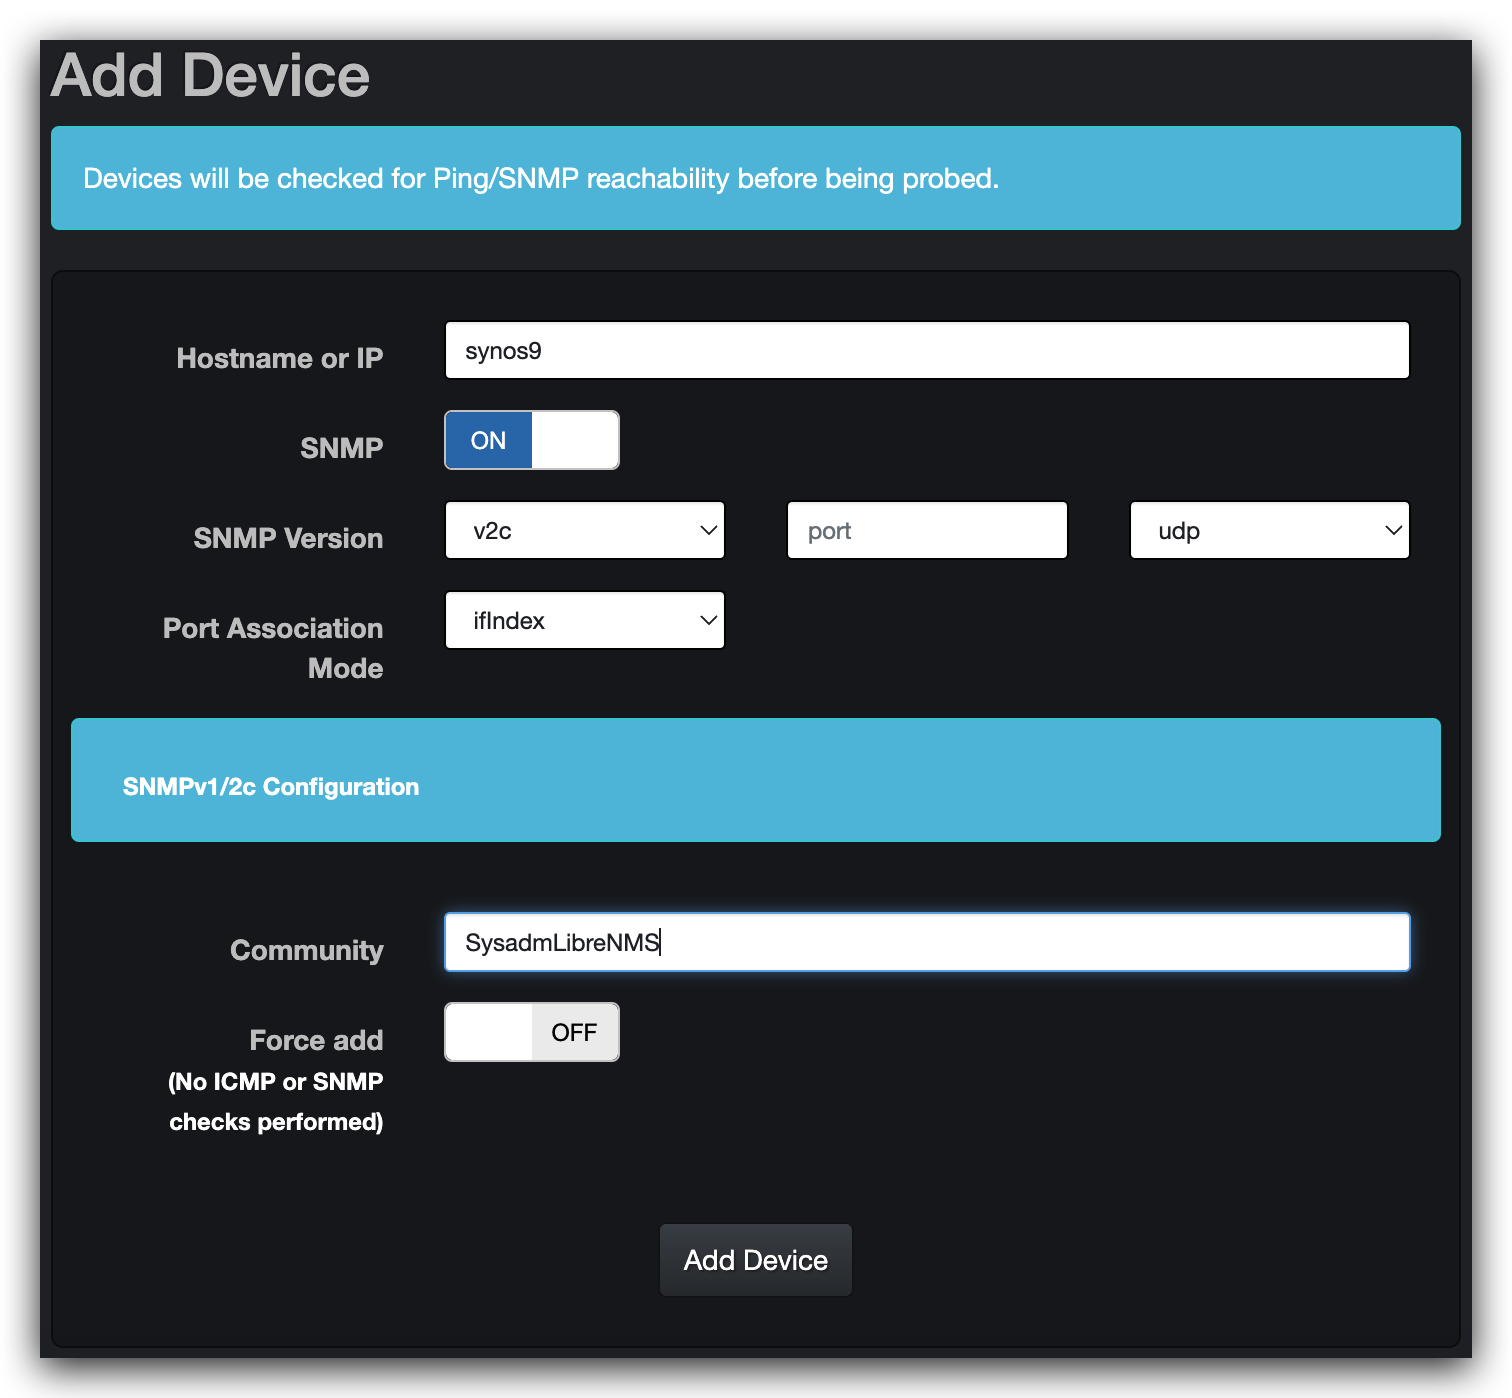 Add Device
Devices will be checked for Ping/SNMP reachability before being probed.
Hostname or IP
synos9
SNMP
ON
SNMP Version
v2c
port
udp
Port Association
Mode
ifIndex
SNMPv1/2c Configuration
Community
SysadmLibreNMS
Force add
OFF
(No ICMP or SNMP
checks performed)
Add Device